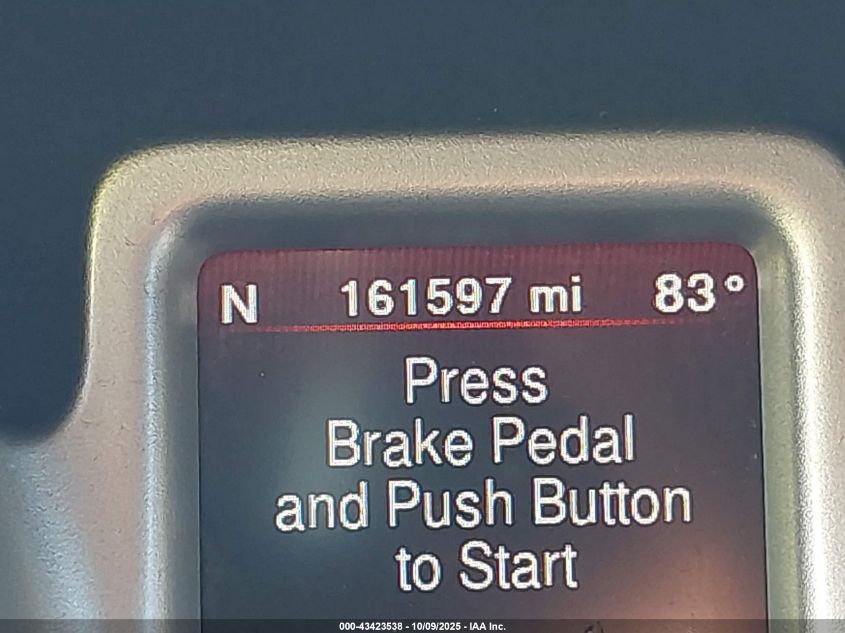 N 161597 mi 83°
Press
Brake Pedal
and Push Button
to Start
000-43423538 - 10/09/2025 - IAA Inc.